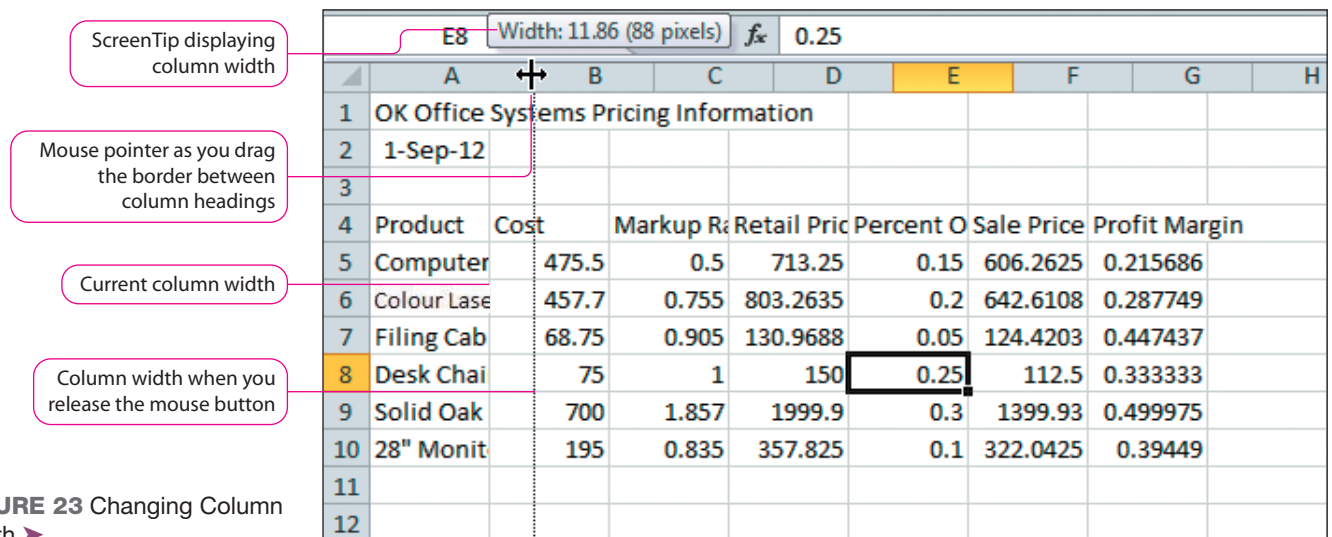 ScreenTip displaying
column width
Mouse pointer as you drag
the border between
column headings
Current column width
Column width when you
release the mouse button
URE 23 Changing Column
E8 Width: 11.86 (88 pixels) fx 0.25
A B C D E F G H
1 OK Office Systems Pricing Information
2 1-Sep-12
3
4 Product Cost Markup Ra Retail Pric Percent O Sale Price Profit Margin
5 Computer 475.5 0.5 713.25 0.15 606.2625 0.215686
6 Colour Lase 457.7 0.755 803.2635 0.2 642.6108 0.287749
7 Filing Cab 68.75 0.905 130.9688 0.05 124.4203 0.447437
8 Desk Chai 75 1 150 0.25 112.5 0.333333
9 Solid Oak 700 1.857 1999.9 0.3 1399.93 0.499975
10 28" Monit 195 0.835 357.825 0.1 322.0425 0.39449
11
12